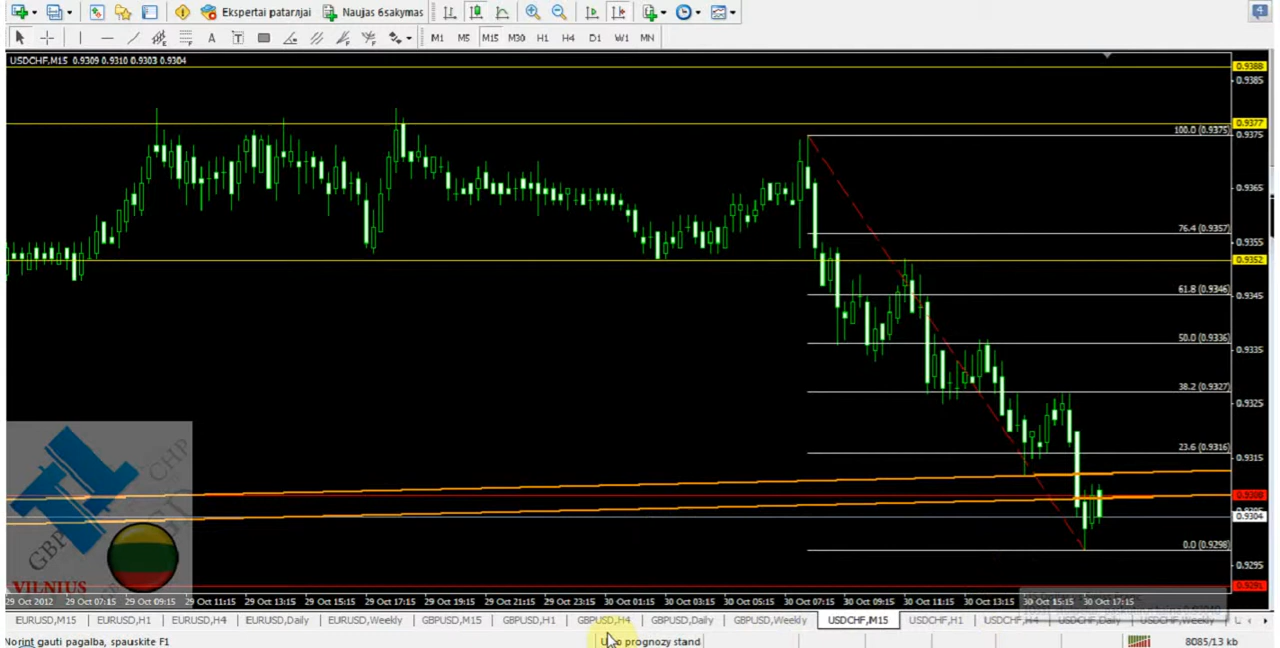 Ekspertai patarėjai Naujas 6sakymas 4
A T M1 M5 M15 M30 H1 H4 D1 W1 MN
USDCHF,M15 0.9309 0.9310 0.9303 0.9304
0.9388
0.9385
0.9377
100.0 (0.9375) 0.9375
0.9365
76.4 (0.9357)
0.9355
0.9352
61.8 (0.9346) 0.9345
50.0 (0.9336)
0.9335
38.2 (0.9327)
0.9325
23.6 (0.9316)
0.9315
0.9308
0.9304
0.0 (0.9298)
0.9295
0.9291
GBP
CHF
VILNIUS
29 Oct 2012 29 Oct 07:15 29 Oct 09:15 29 Oct 11:15 29 Oct 13:15 29 Oct 15:15 29 Oct 17:15 29 Oct 19:15 29 Oct 21:15 29 Oct 23:15 30 Oct 01:15 30 Oct 03:15 30 Oct 05:15 30 Oct 07:15 30 Oct 09:15 30 Oct 11:15 30 Oct 13:15 30 Oct 15:15 30 Oct 17:15
EURUSD,M15 EURUSD,H1 EURUSD,H4 EURUSD,Daily EURUSD,Weekly GBPUSD,M15 GBPUSD,H1 GBPUSD,H4 GBPUSD,Daily GBPUSD,Weekly USDCHF,M15 USDCHF,H1 USDCHF,H4 USDCHF,Daily USDCHF,Weekly
Norint gauti pagalba, spauskite F1 prognozy stand 8085/13 kb